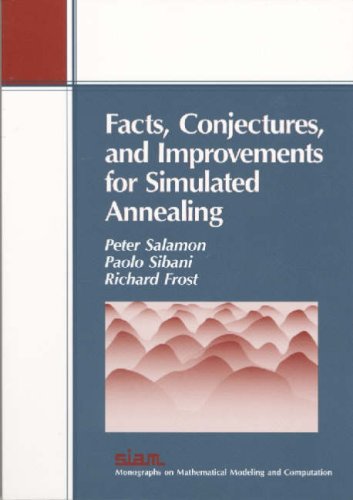 Facts, Conjectures,
and Improvements
for Simulated
Annealing
Peter Salamon
Paolo Sibani
Richard Frost
siam
Monographs on Mathematical Modeling and Computation